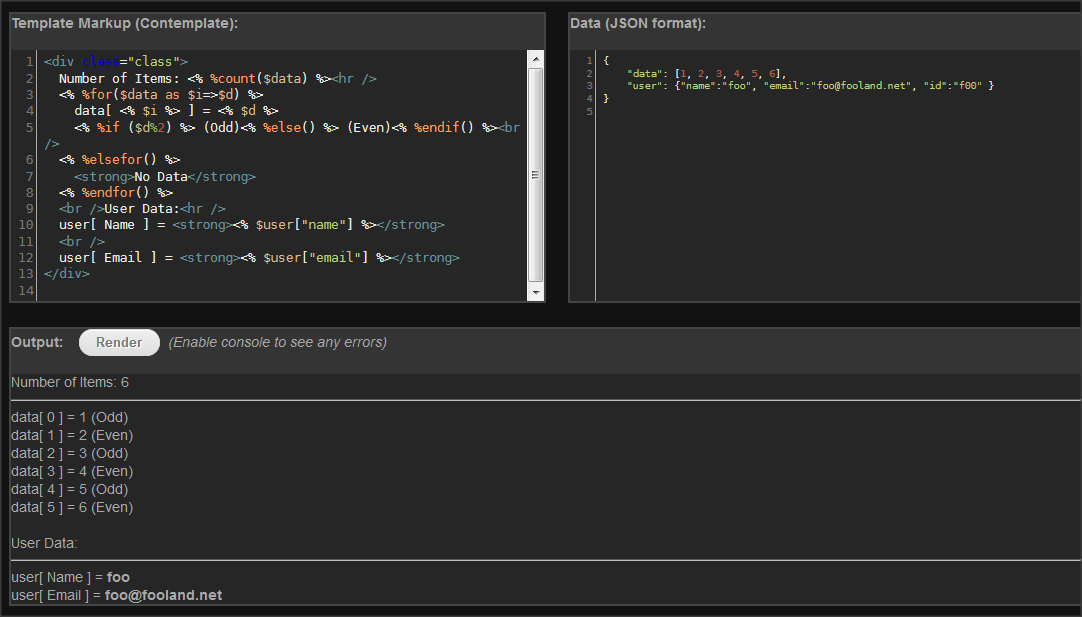 Template Markup (Contemplate):
1 <div class="class">
2 Number of Items: <% %count($data) %><hr />
3 <% %for($data as $i=>$d) %>
4 data[ <% $i %> ] = <% $d %>
5 <% %if ($d%2) %> (Odd)<% %else() %> (Even)<% %endif() %><br
/>
6 <% %elsefor() %>
7 <strong>No Data</strong>
8 <% %endfor() %>
9 <br />User Data:<hr />
10 user[ Name ] = <strong><% $user["name"] %></strong>
11 <br />
12 user[ Email ] = <strong><% $user["email"] %></strong>
13 </div>
14
Data (JSON format):
1 {
2 "data": [1, 2, 3, 4, 5, 6],
3 "user": {"name":"foo", "email":"foo@fooland.net", "id":"f00" }
4 }
5
Output: Render (Enable console to see any errors)
Number of Items: 6
data[ 0 ] = 1 (Odd)
data[ 1 ] = 2 (Even)
data[ 2 ] = 3 (Odd)
data[ 3 ] = 4 (Even)
data[ 4 ] = 5 (Odd)
data[ 5 ] = 6 (Even)
User Data:
user[ Name ] = foo
user[ Email ] = foo@fooland.net